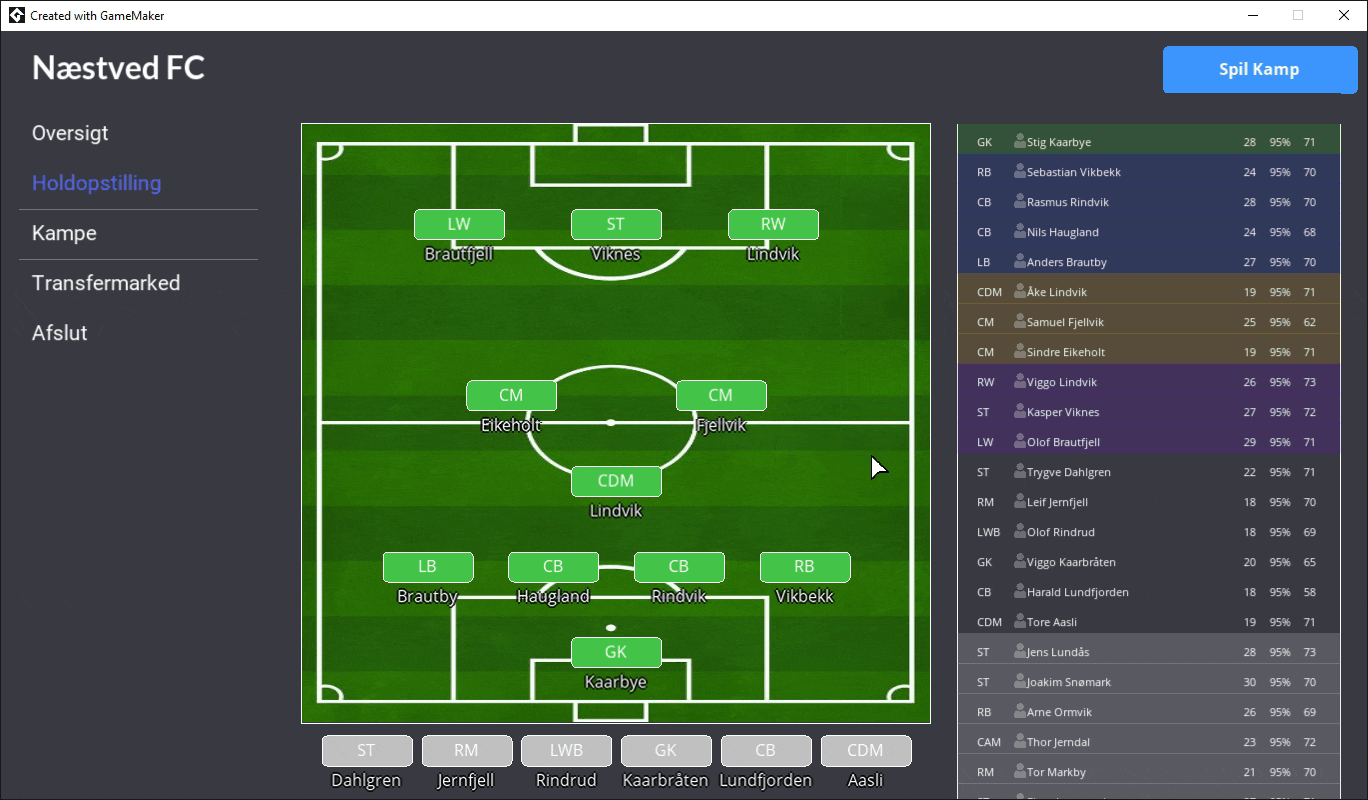 Created with GameMaker
Næstved FC
Spil Kamp
Oversigt
Holdopstilling
Kampe
Transfermarked
Afslut
LW ST RW
Brautfjell Viknes Lindvik
CM CM
Eikeholt Fjellvik
CDM
Lindvik
LB CB CB RB
Brautby Haugland Rindvik Vikbekk
GK
Kaarbye
ST RM LWB GK CB CDM
Dahlgren Jernfjell Rindrud Kaarbråten Lundfjorden Aasli
GK Stig Kaarbye 28 95% 71
RB Sebastian Vikbekk 24 95% 70
CB Rasmus Rindvik 28 95% 70
CB Nils Haugland 24 95% 68
LB Anders Brautby 27 95% 70
CDM Åke Lindvik 19 95% 71
CM Samuel Fjellvik 25 95% 62
CM Sindre Eikeholt 19 95% 71
RW Viggo Lindvik 26 95% 73
ST Kasper Viknes 27 95% 72
LW Olof Brautfjell 29 95% 71
ST Trygve Dahlgren 22 95% 71
RM Leif Jernfjell 18 95% 70
LWB Olof Rindrud 18 95% 69
GK Viggo Kaarbråten 20 95% 65
CB Harald Lundfjorden 18 95% 58
CDM Tore Aasli 19 95% 71
ST Jens Lundås 28 95% 73
ST Joakim Snømark 30 95% 70
RB Arne Ormvik 26 95% 69
CAM Thor Jerndal 23 95% 72
RM Tor Markby 21 95% 70